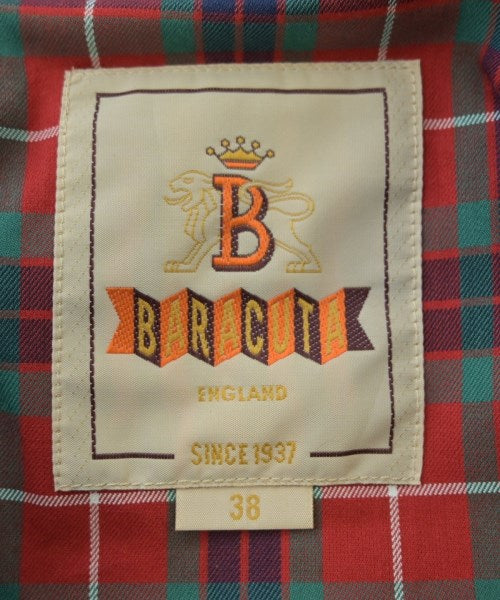 B
BARACUTA
ENGLAND
SINCE 1937
38